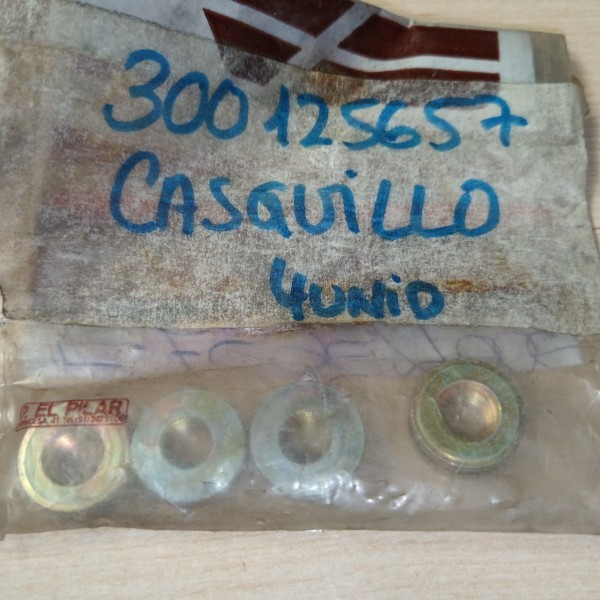 300125657
CASQUILLO
4UNID
EL PILAR